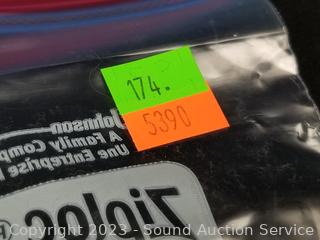 174.
5390
Johnson
A Family Comp
Une Entreprise
Ziploc®
Copyright 2023 - Sound Auction Service